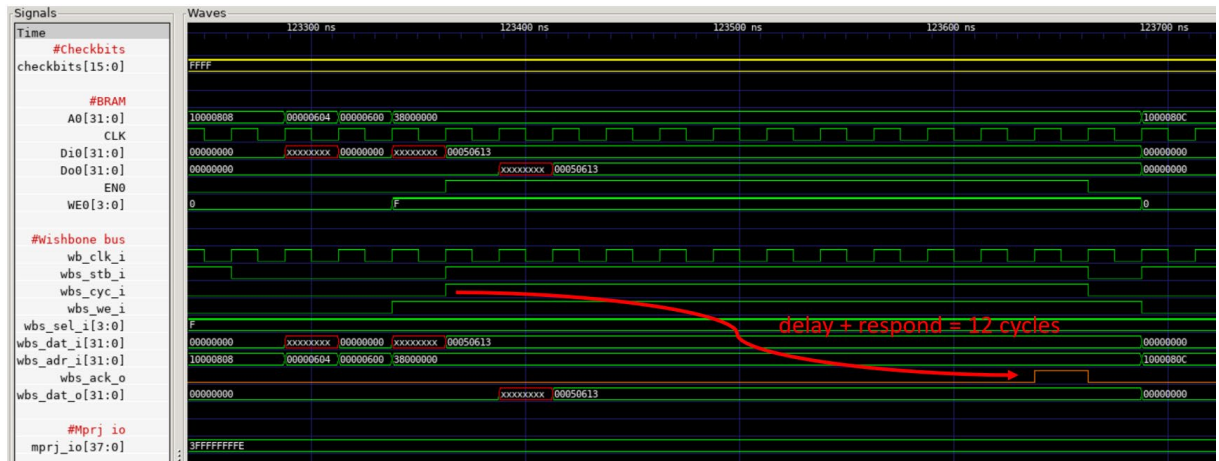 Signals
Waves
Time
123300 ns 123400 ns 123500 ns 123600 ns 123700 ns
#Checkbits
checkbits[15:0] FFFF
#BRAM
A0[31:0] 10000808 00000604 00000600 38000000 1000080C
CLK
Di0[31:0] 00000000 xxxxxxxx 00000000 xxxxxxxx 00050613 00000000
Do0[31:0] 00000000 xxxxxxxx 00050613 00000000
EN0
WE0[3:0] 0 F 0
#Wishbone bus
wb_clk_i
wbs_stb_i
wbs_cyc_i
wbs_we_i
wbs_sel_i[3:0] F
delay + respond = 12 cycles
wbs_dat_i[31:0] 00000000 xxxxxxxx 00000000 xxxxxxxx 00050613 00000000
wbs_adr_i[31:0] 10000808 00000604 00000600 38000000 1000080C
wbs_ack_o
wbs_dat_o[31:0] 00000000 xxxxxxxx 00050613 00000000
#Mprj io
mprj_io[37:0] 3FFFFFFFFE